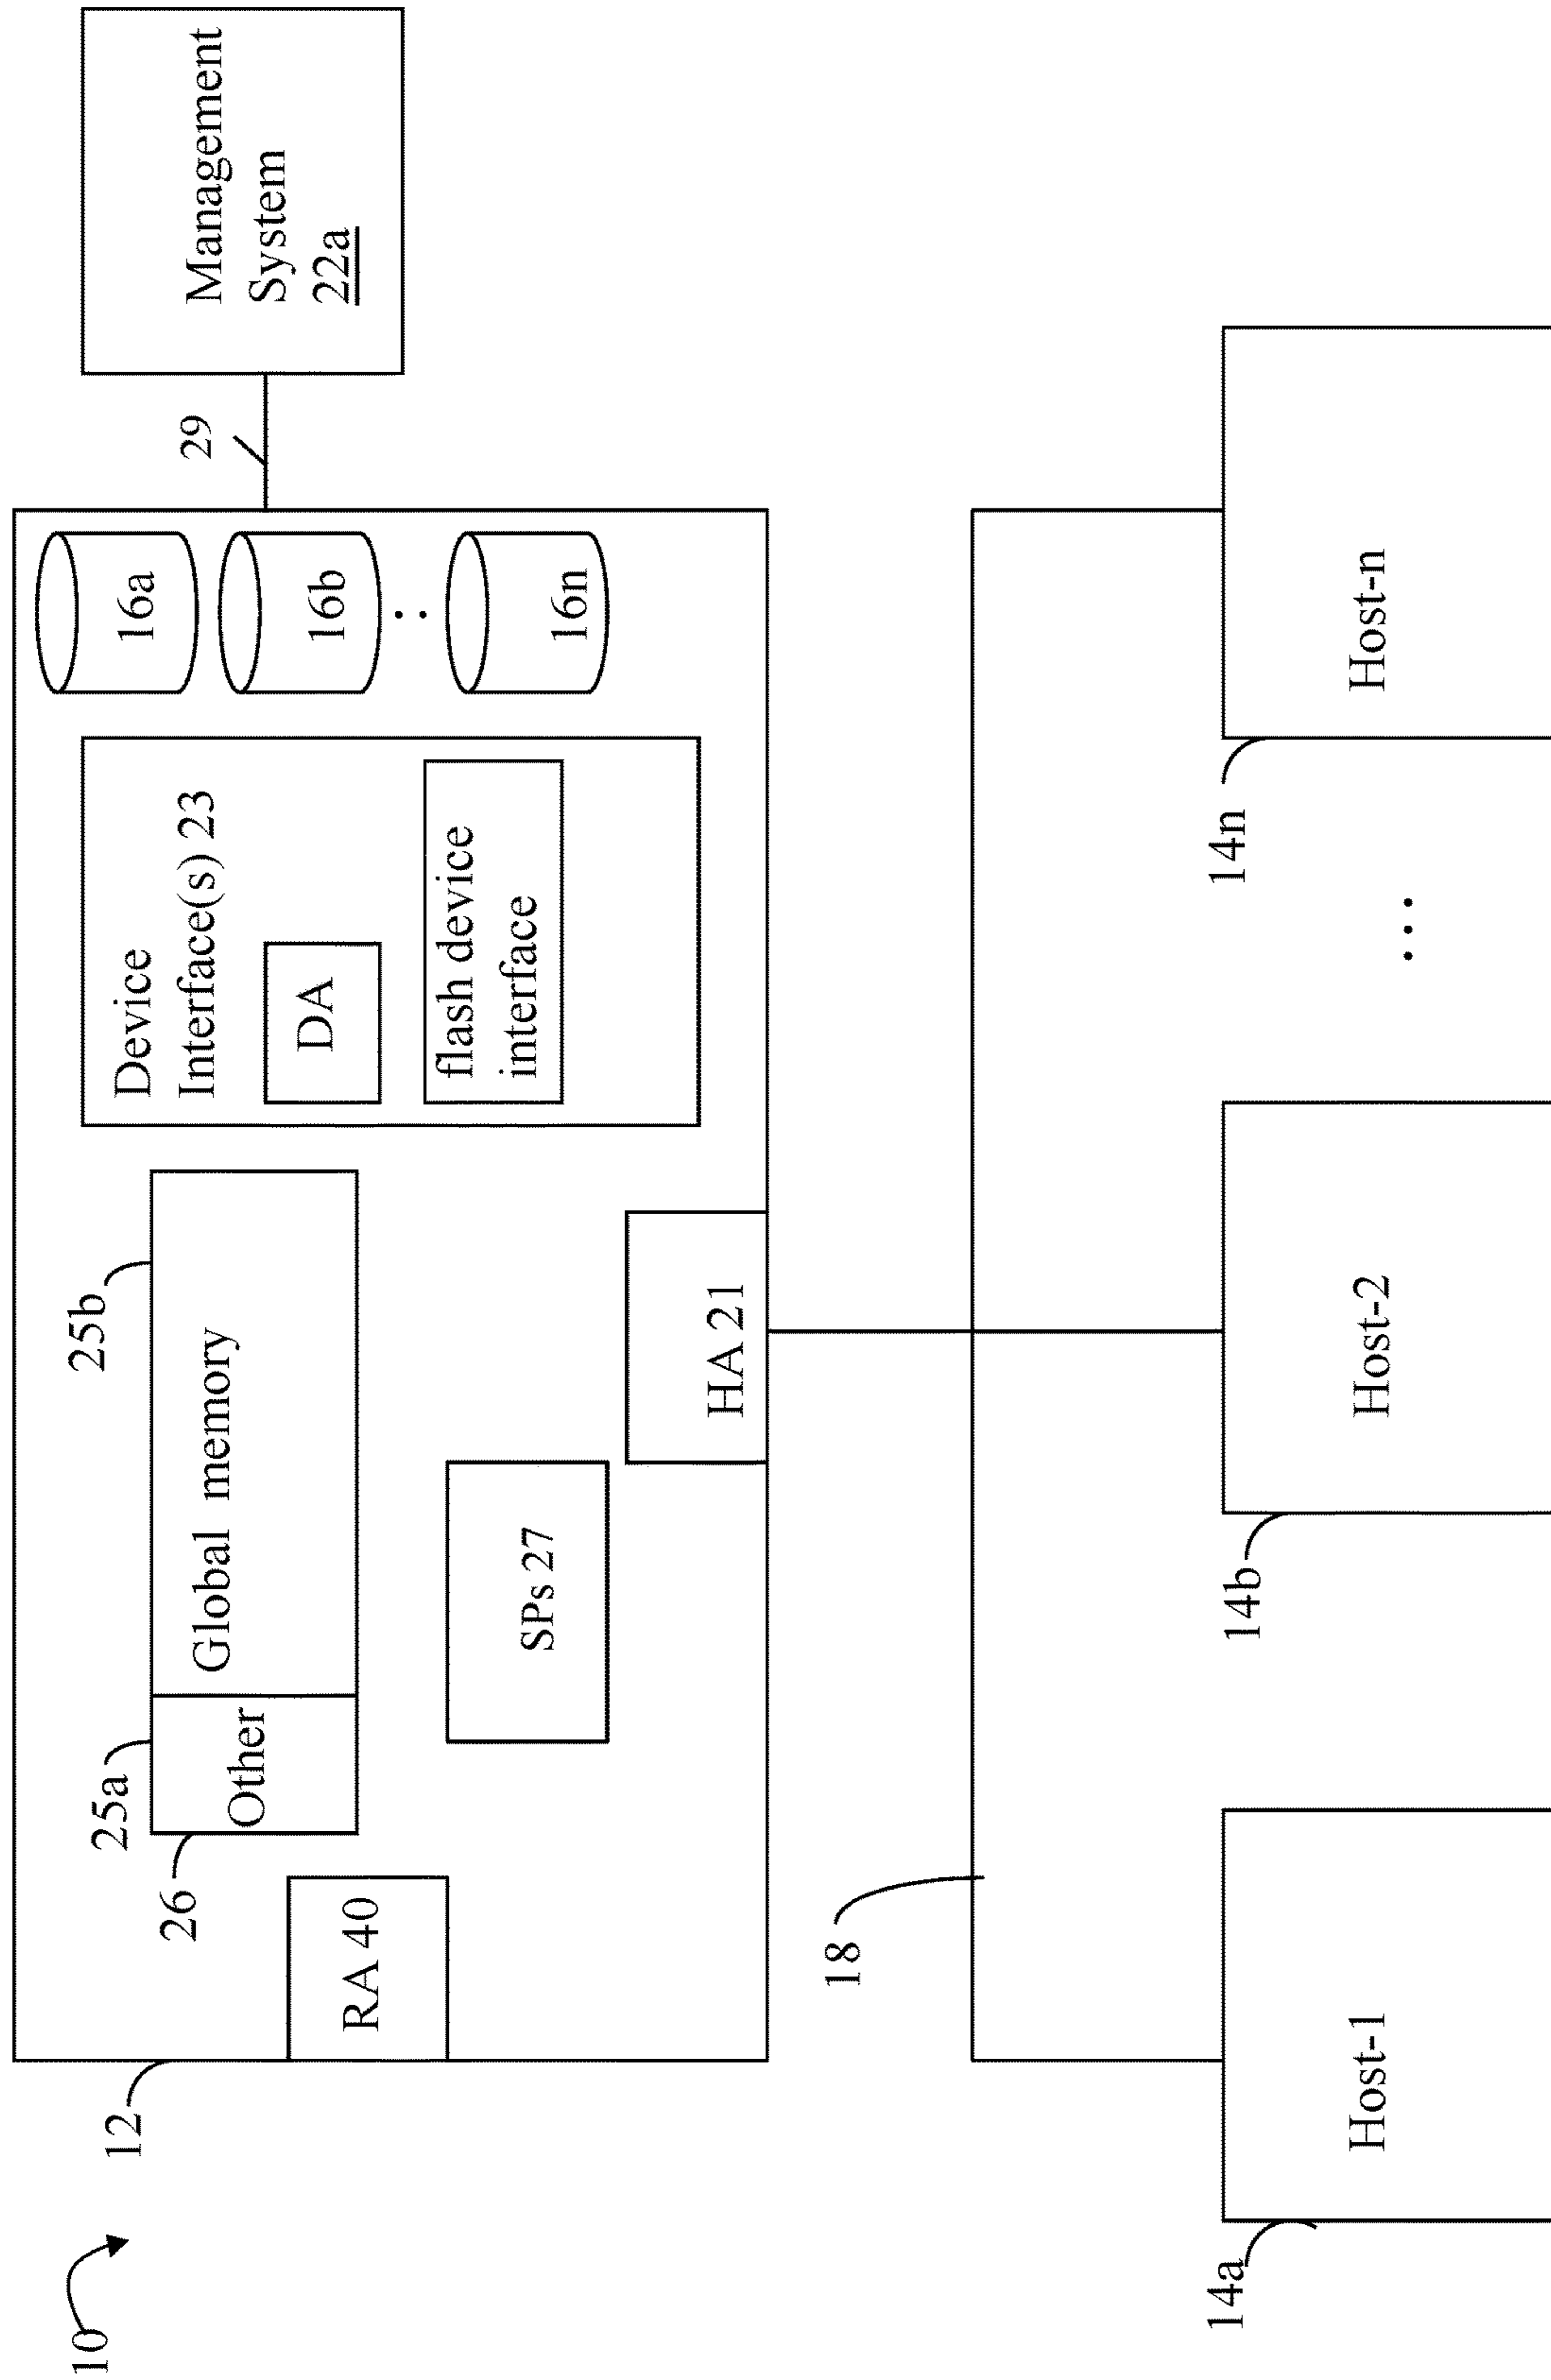 10
12
26
25a
25b
Other
Global memory
RA 40
SPs 27
HA 21
Device
Interface(s) 23
DA
flash device
interface
16a
16b
16n
29
Management
System
22a
18
14a
Host-1
14b
Host-2
...
14n
Host-n